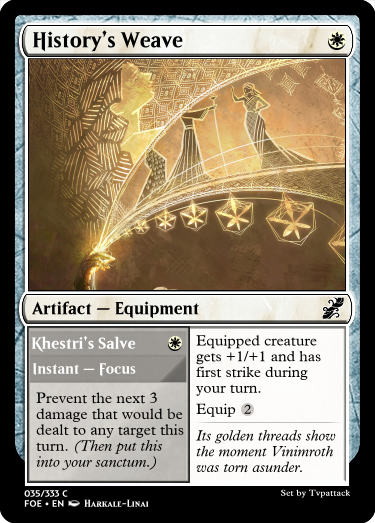 History's Weave
Artifact — Equipment
Khestri's Salve
Instant — Focus
Prevent the next 3
damage that would be
dealt to any target this
turn. (Then put this
into your sanctum.)
Equipped creature
gets +1/+1 and has
first strike during
your turn.
Equip 2
Its golden threads show
the moment Vinimroth
was torn asunder.
035/333 C
FOE • EN Harkale-Linai
Set by Tvpattack